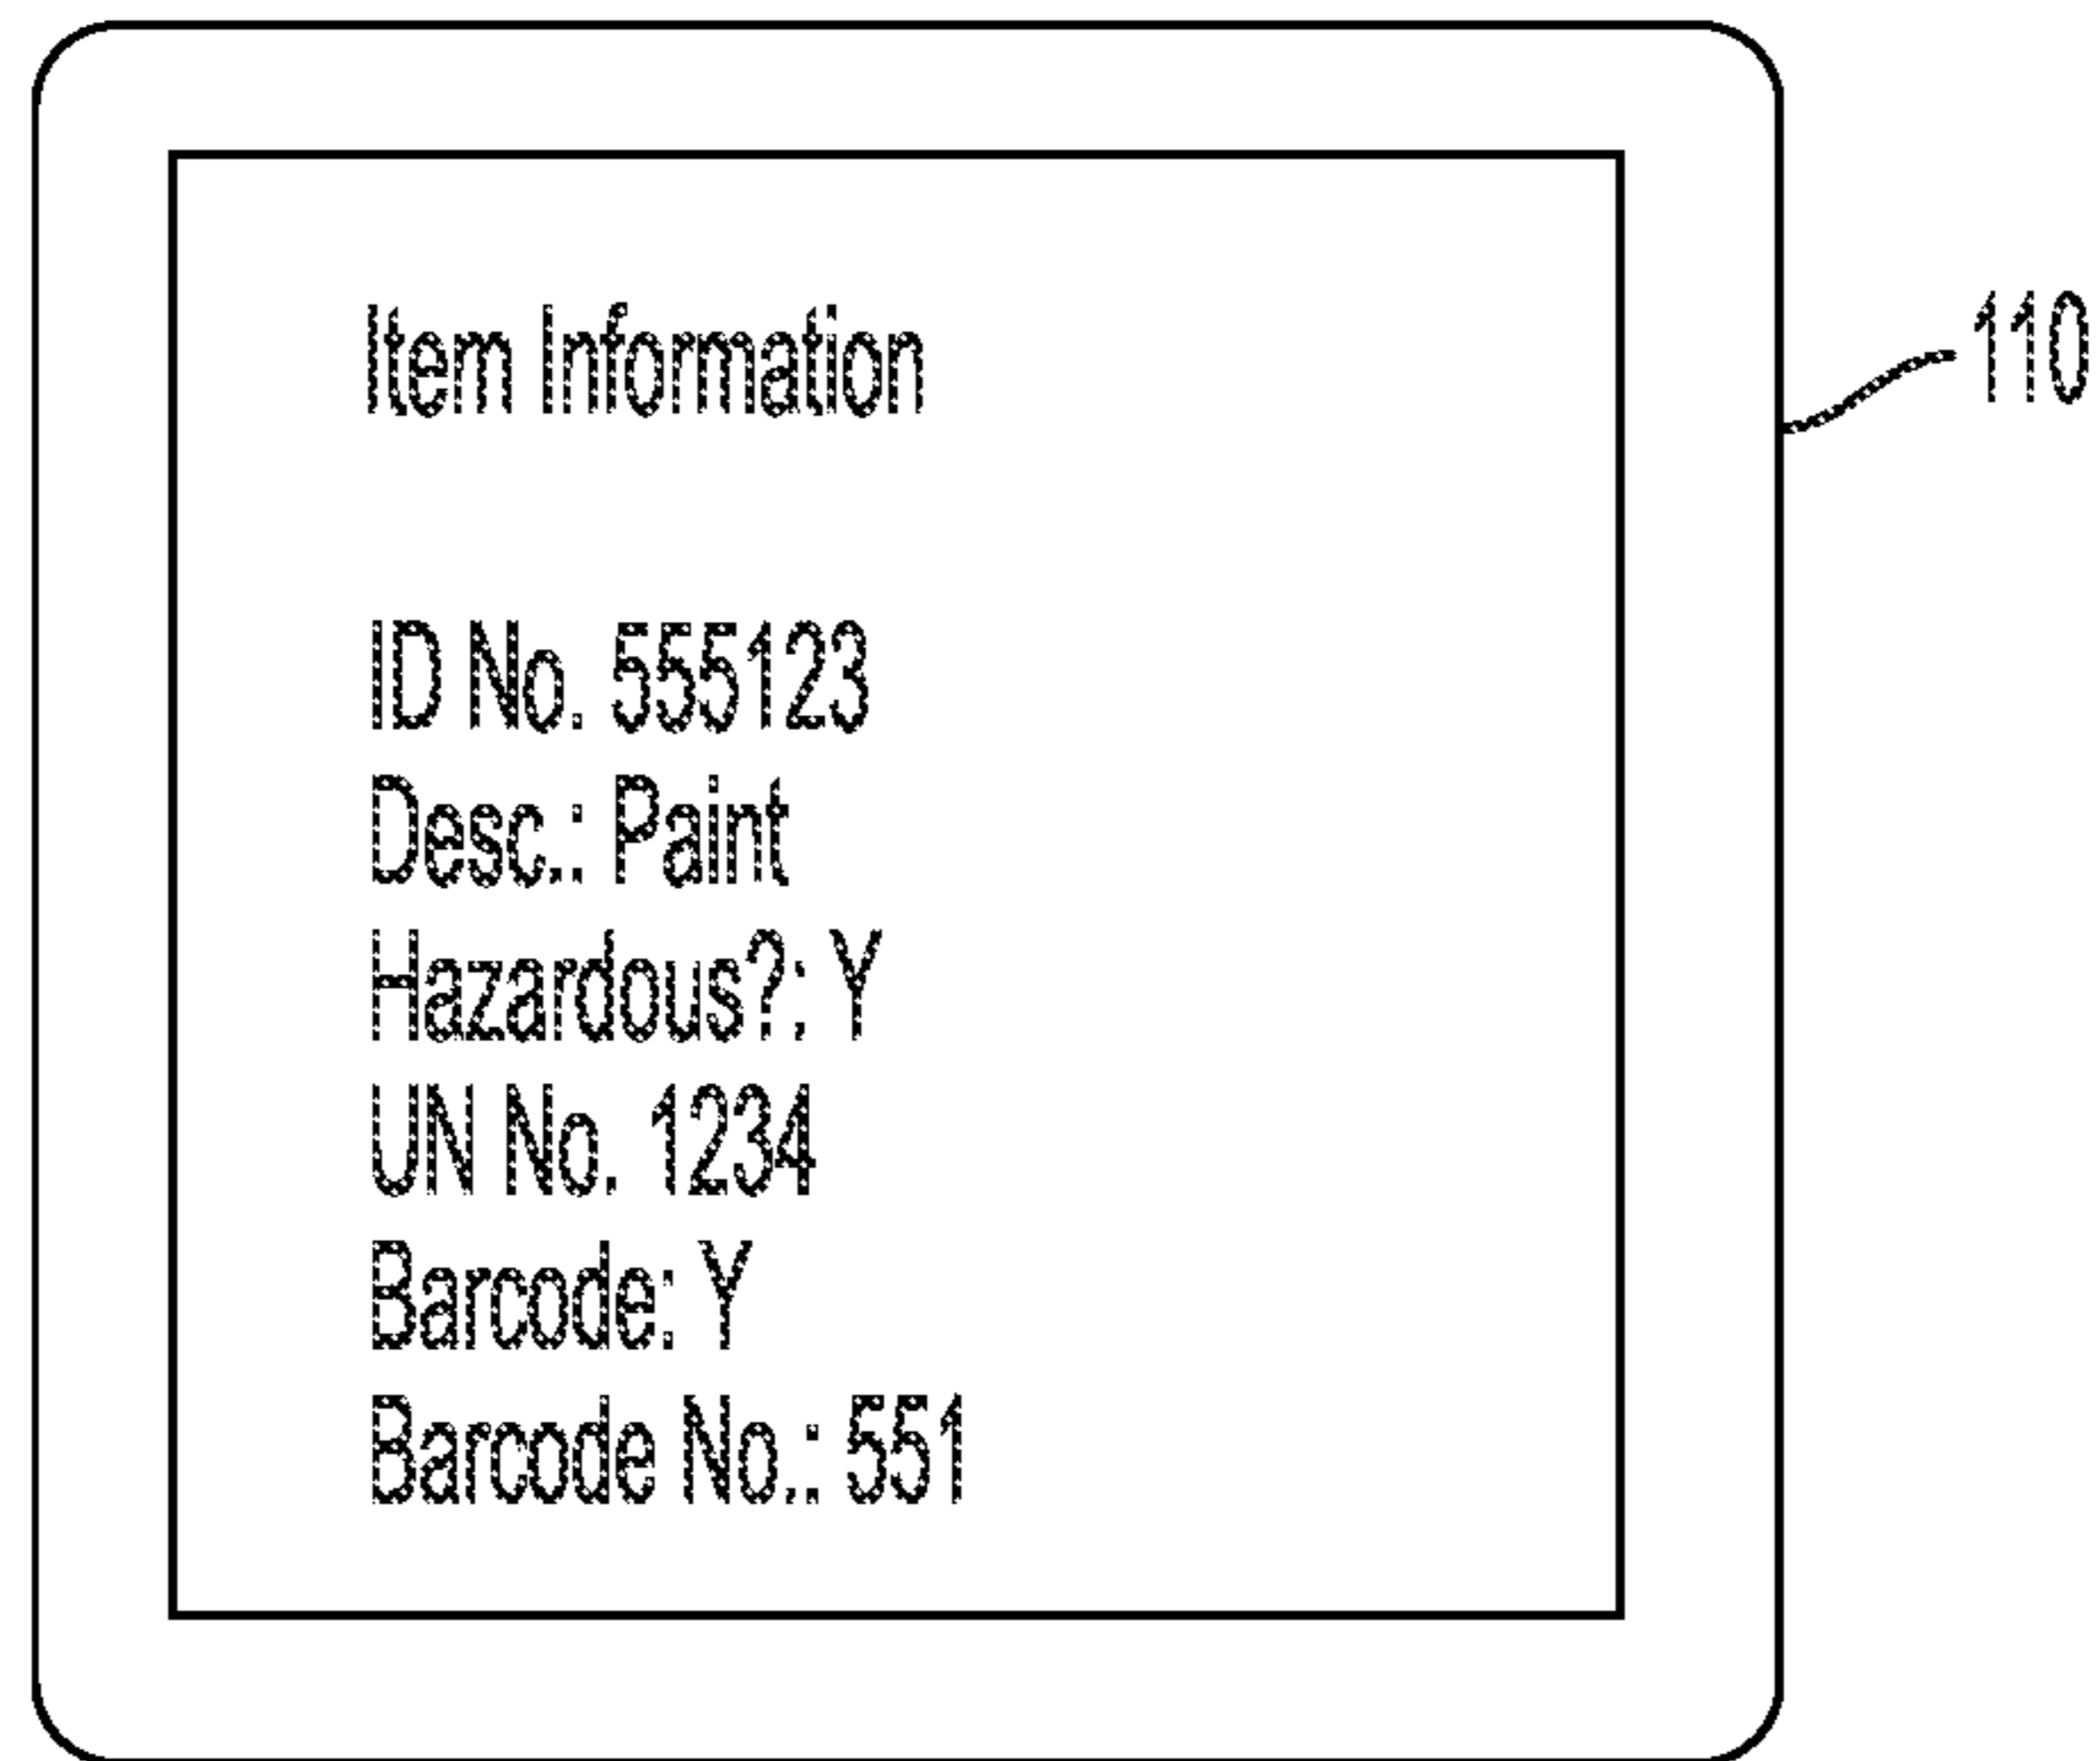 Item Information
110
ID No. 555123
Desc.: Paint
Hazardous?: Y
UN No. 1234
Barcode: Y
Barcode No.: 551